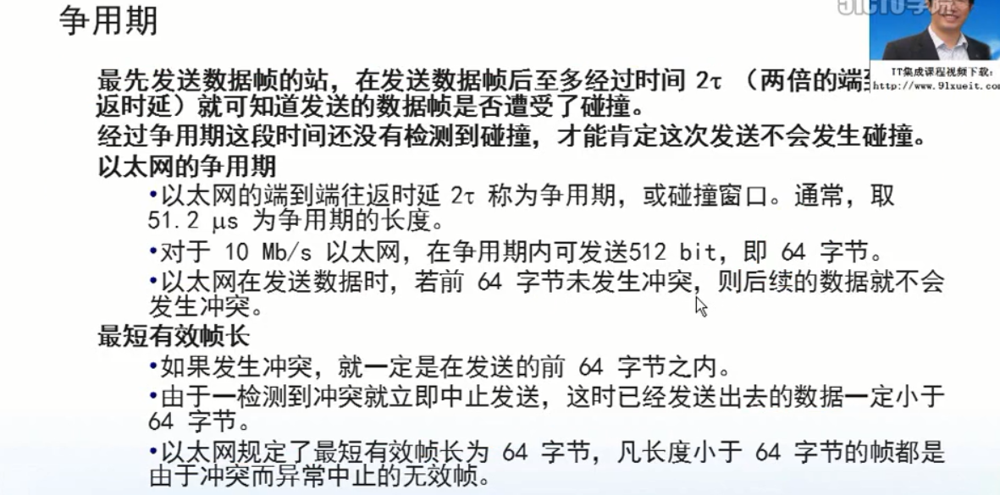 争用期
51CTO学院
IT集成课程视频下载:
http://www.91xueit.com
最先发送数据帧的站，在发送数据帧后至多经过时间 2τ （两倍的端到
返时延）就可知道发送的数据帧是否遭受了碰撞。
经过争用期这段时间还没有检测到碰撞，才能肯定这次发送不会发生碰撞。
以太网的争用期
•以太网的端到端往返时延 2τ 称为争用期，或碰撞窗口。通常，取
51.2 μs 为争用期的长度。
•对于 10 Mb/s 以太网，在争用期内可发送512 bit，即 64 字节。
•以太网在发送数据时，若前 64 字节未发生冲突，则后续的数据就不会
发生冲突。
最短有效帧长
•如果发生冲突，就一定是在发送的前 64 字节之内。
•由于一检测到冲突就立即中止发送，这时已经发送出去的数据一定小于
64 字节。
•以太网规定了最短有效帧长为 64 字节，凡长度小于 64 字节的帧都是
由于冲突而异常中止的无效帧。